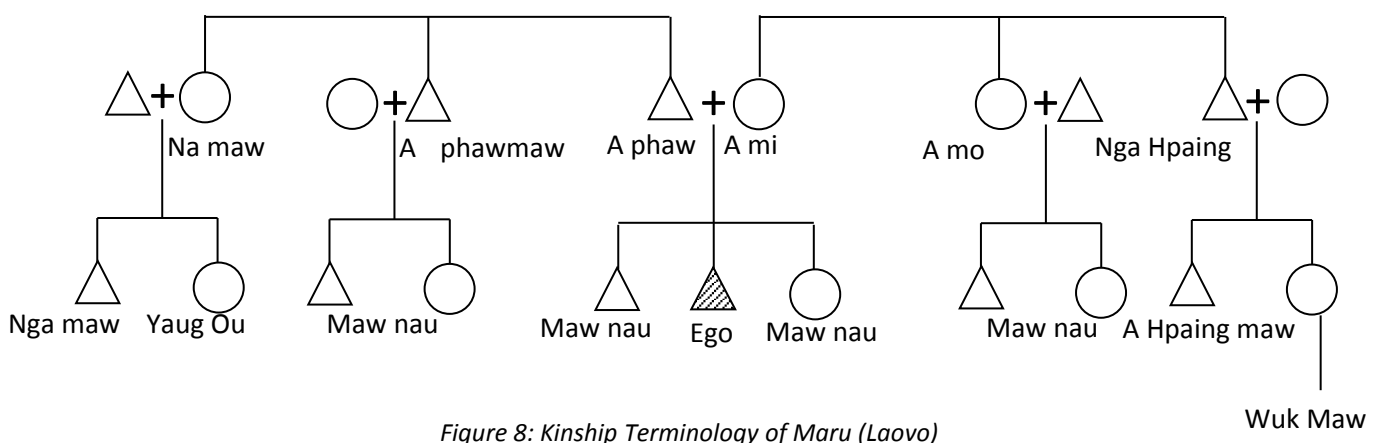 Na maw A phawmaw A phaw A mi A mo Nga Hpaing
Nga maw Yaug Ou Maw nau Maw nau Ego Maw nau Maw nau A Hpaing maw
Wuk Maw
Figure 8: Kinship Terminology of Maru (Laovo)